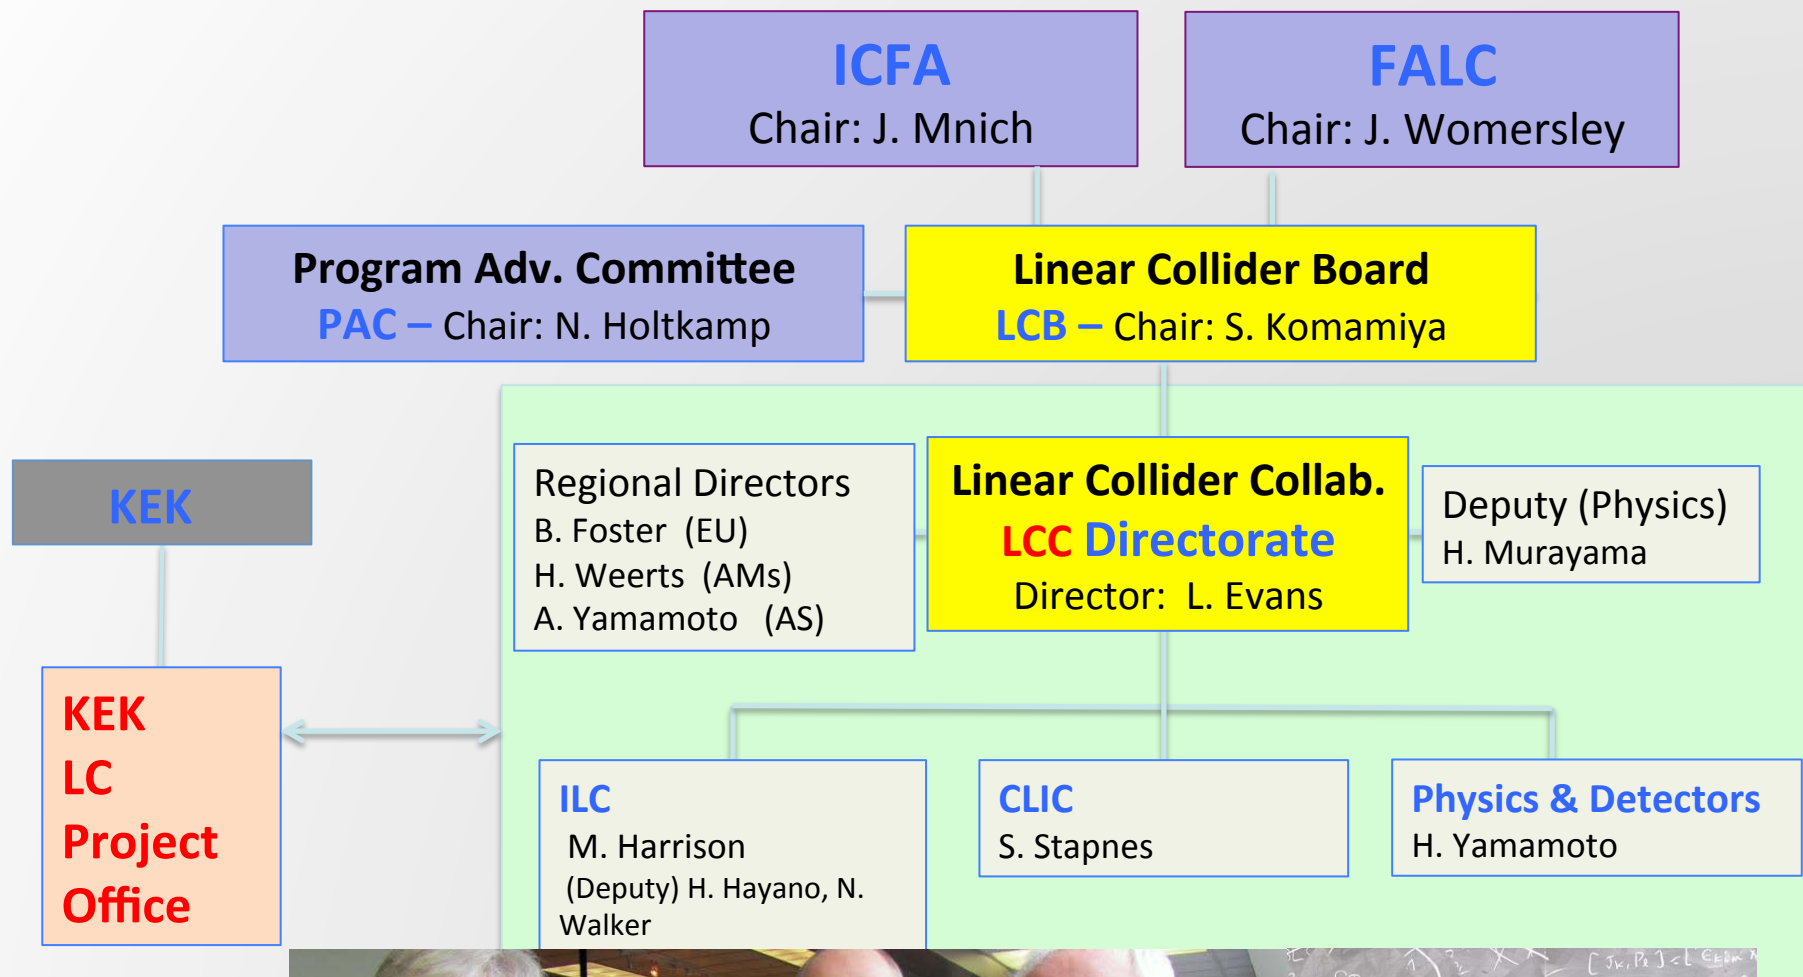 ICFA
Chair: J. Mnich
FALC
Chair: J. Womersley
Program Adv. Committee
PAC – Chair: N. Holtkamp
Linear Collider Board
LCB – Chair: S. Komamiya
KEK
Regional Directors
B. Foster (EU)
H. Weerts (AMs)
A. Yamamoto (AS)
Linear Collider Collab.
LCC Directorate
Director: L. Evans
Deputy (Physics)
H. Murayama
KEK
LC
Project
Office
ILC
M. Harrison
(Deputy) H. Hayano, N.
Walker
CLIC
S. Stapnes
Physics & Detectors
H. Yamamoto